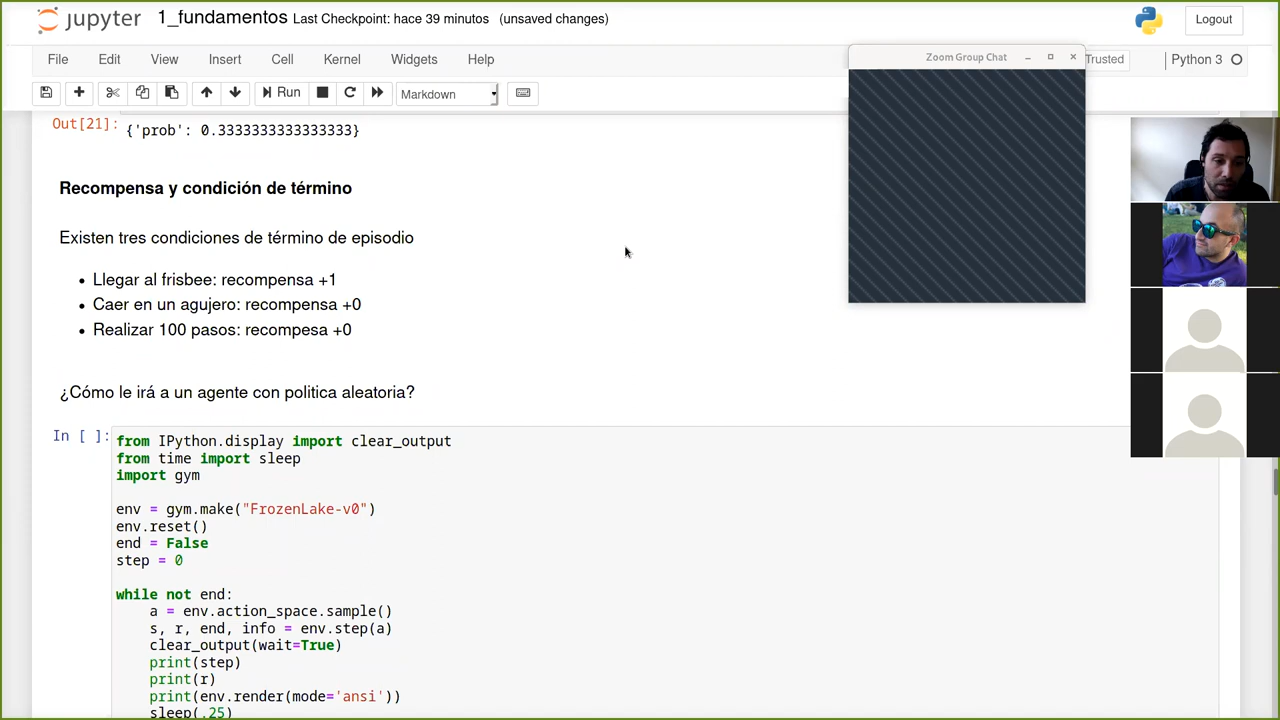 jupyter 1_fundamentos Last Checkpoint: hace 39 minutos (unsaved changes)
Logout
File Edit View Insert Cell Kernel Widgets Help
Trusted
Python 3
Run
Markdown
Zoom Group Chat
Out[21]: {'prob': 0.3333333333333333}
Recompensa y condición de término
Existen tres condiciones de término de episodio
• Llegar al frisbee: recompensa +1
• Caer en un agujero: recompensa +0
• Realizar 100 pasos: recompesa +0
¿Cómo le irá a un agente con politica aleatoria?
In [ ]: from IPython.display import clear_output
from time import sleep
import gym
env = gym.make("FrozenLake-v0")
env.reset()
end = False
step = 0
while not end:
    a = env.action_space.sample()
    s, r, end, info = env.step(a)
    clear_output(wait=True)
    print(step)
    print(r)
    print(env.render(mode='ansi'))
    sleep(.25)